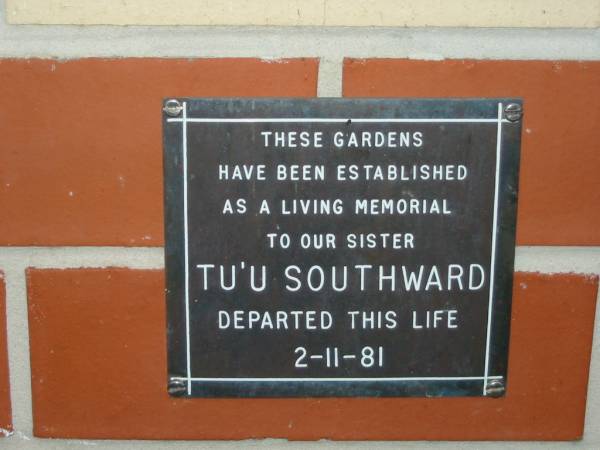 THESE GARDENS
HAVE BEEN ESTABLISHED
AS A LIVING MEMORIAL
TO OUR SISTER
TU'U SOUTHWARD
DEPARTED THIS LIFE
2-11-81